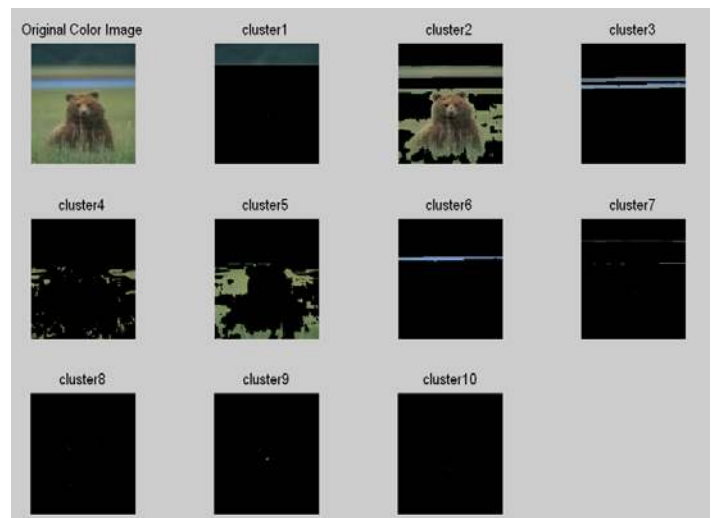 Original Color Image
cluster1
cluster2
cluster3
cluster4
cluster5
cluster6
cluster7
cluster8
cluster9
cluster10